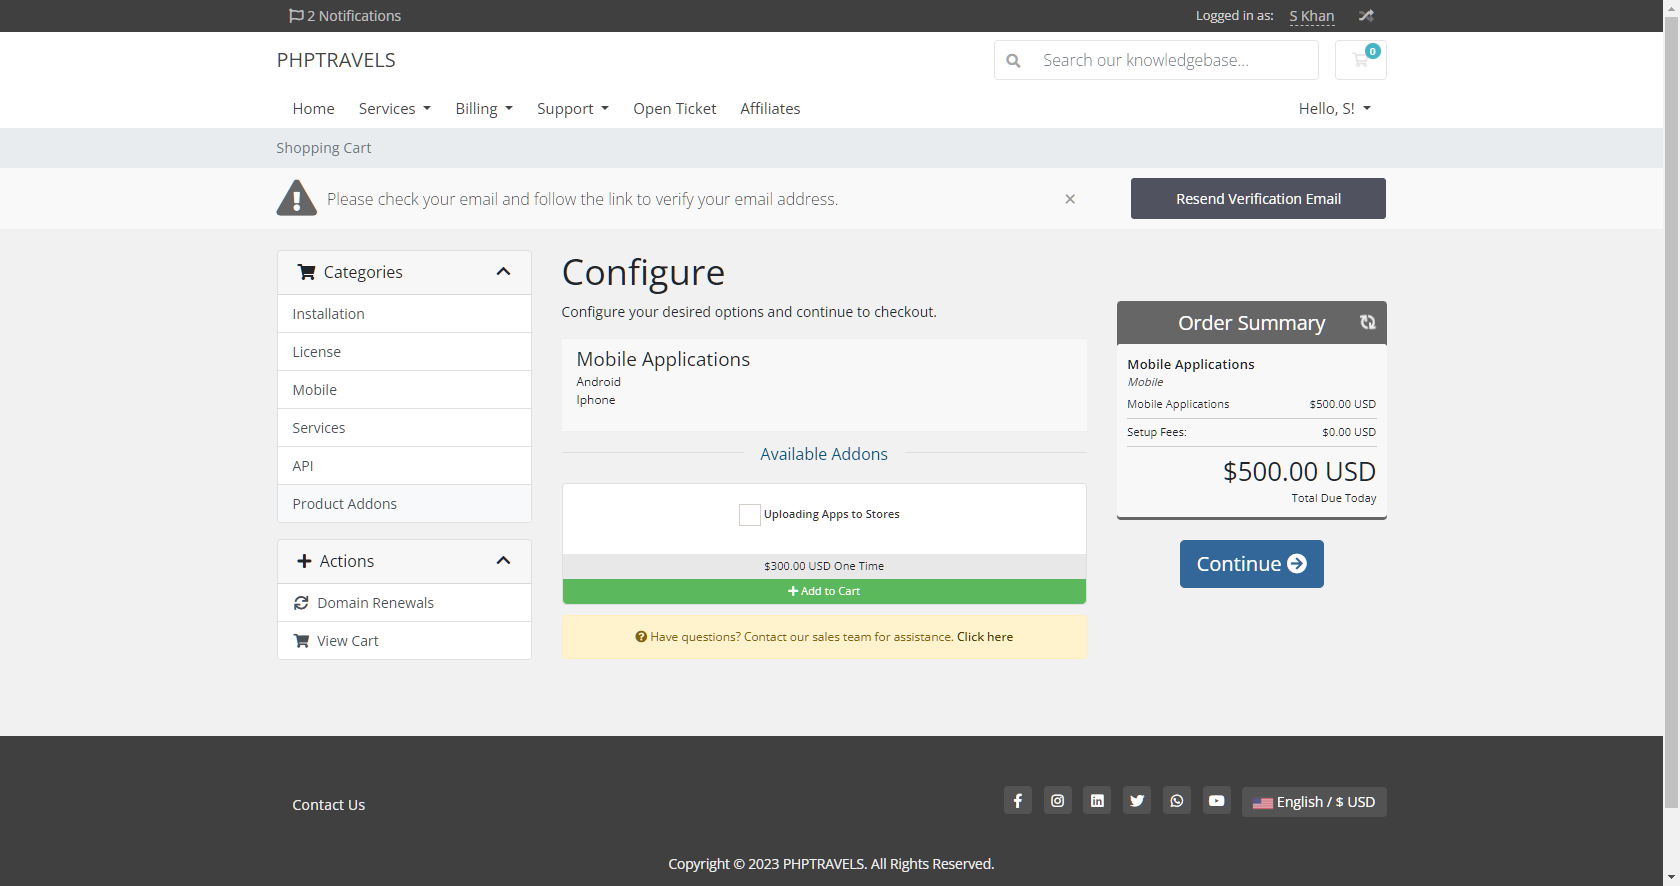 2 Notifications
Logged in as: S Khan
PHPTRAVELS
Search our knowledgebase...
0
Home Services Billing Support Open Ticket Affiliates
Hello, S!
Shopping Cart
Please check your email and follow the link to verify your email address.
×
Resend Verification Email
Categories
Installation
License
Mobile
Services
API
Product Addons
Actions
Domain Renewals
View Cart
Configure
Configure your desired options and continue to checkout.
Mobile Applications
Android
Iphone
Available Addons
Uploading Apps to Stores
$300.00 USD One Time
Add to Cart
Have questions? Contact our sales team for assistance. Click here
Order Summary
Mobile Applications
Mobile
Mobile Applications $500.00 USD
Setup Fees: $0.00 USD
$500.00 USD
Total Due Today
Continue
Contact Us
English / $ USD
Copyright © 2023 PHPTRAVELS. All Rights Reserved.